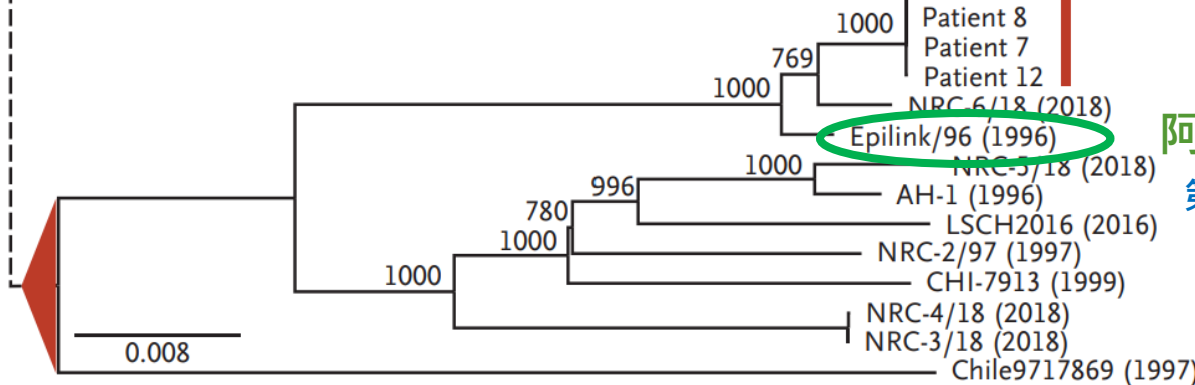 1000
Patient 8
Patient 7
769
Patient 12
1000
NRC-6/18 (2018)
阿
Epilink/96 (1996)
1000
NRC-5/18 (2018)
996
AH-1 (1996)
第
780
LSCH2016 (2016)
1000
NRC-2/97 (1997)
1000
CHI-7913 (1999)
NRC-4/18 (2018)
NRC-3/18 (2018)
0.008
Chile9717869 (1997)